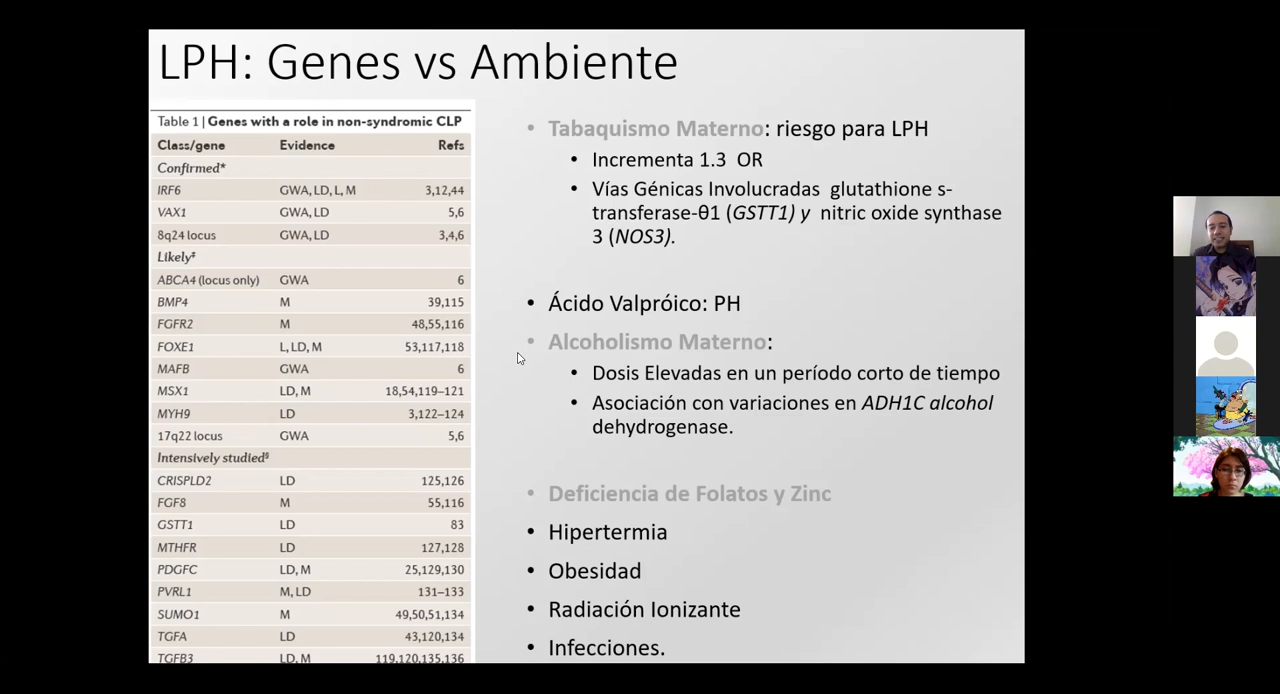 LPH: Genes vs Ambiente
Table 1 | Genes with a role in non-syndromic CLP
Class/gene Evidence Refs
Confirmed*
IRF6 GWA, LD, L, M 3,12,44
VAX1 GWA, LD 5,6
8q24 locus GWA, LD 3,4,6
Likely‡
ABCA4 (locus only) GWA 6
BMP4 M 39,115
FGFR2 M 48,55,116
FOXE1 L, LD, M 53,117,118
MAFB GWA 6
MSX1 LD, M 18,54,119–121
MYH9 LD 3,122–124
17q22 locus GWA 5,6
Intensively studied§
CRISPLD2 LD 125,126
FGF8 M 55,116
GSTT1 LD 83
MTHFR LD 127,128
PDGFC LD, M 25,129,130
PVRL1 M, LD 131–133
SUMO1 M 49,50,51,134
TGFA LD 43,120,134
TGFB3 LD, M 119,120,135,136
• Tabaquismo Materno: riesgo para LPH
• Incrementa 1.3 OR
• Vías Génicas Involucradas glutathione s-
transferase-θ1 (GSTT1) y nitric oxide synthase
3 (NOS3).
• Ácido Valpróico: PH
• Alcoholismo Materno:
• Dosis Elevadas en un período corto de tiempo
• Asociación con variaciones en ADH1C alcohol
dehydrogenase.
• Deficiencia de Folatos y Zinc
• Hipertermia
• Obesidad
• Radiación Ionizante
• Infecciones.